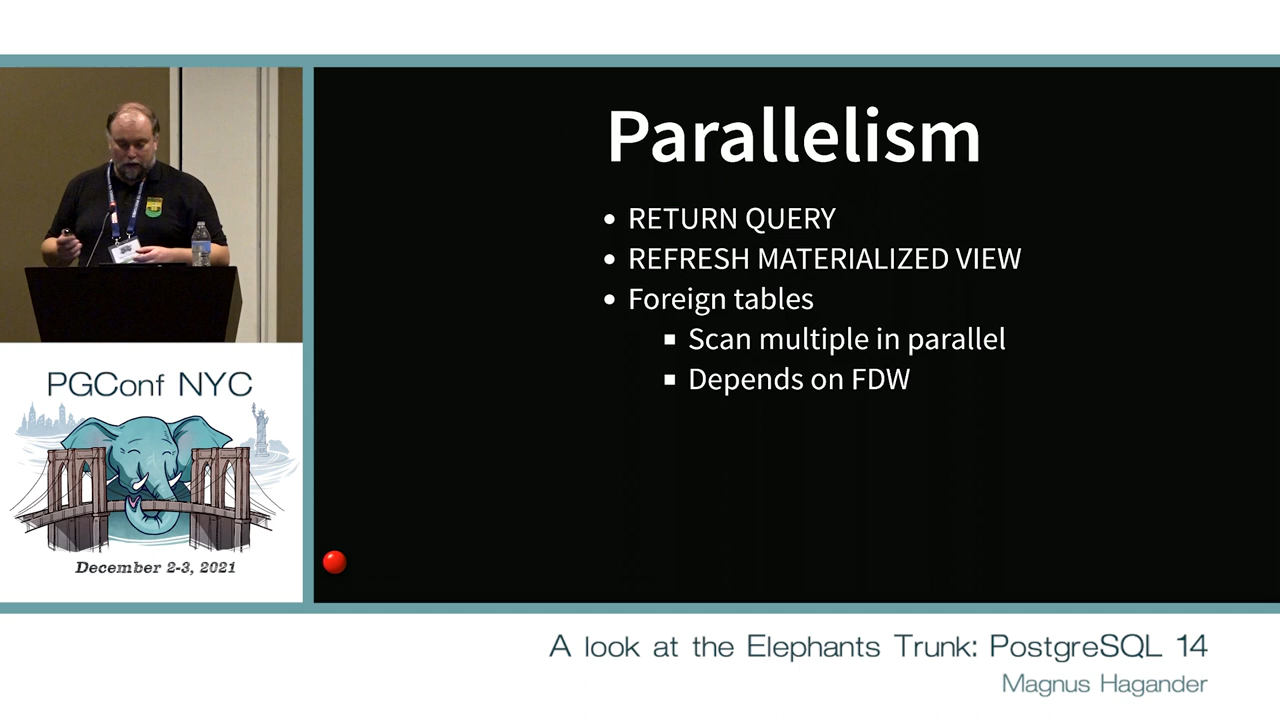 Parallelism
RETURN QUERY
REFRESH MATERIALIZED VIEW
Foreign tables
Scan multiple in parallel
Depends on FDW
PGConf NYC
December 2-3, 2021
A look at the Elephants Trunk: PostgreSQL 14
Magnus Hagander